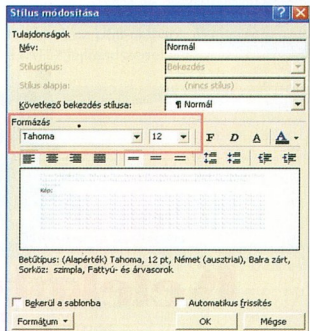 Stílus módosítása
Tulajdonságok
Név: Normál
Stílustípus: Bekezdés
Stílus alapja: (nincs stílus)
Következő bekezdés stílusa: ¶ Normál
Formázás
Tahoma 12 F D A A
Betűtípus: (Alapérték) Tahoma, 12 pt, Német (ausztriai), Balra zárt,
Sorköz: szimpla, Fattyú- és árvasorok
Bekerül a sablonba Automatikus frissítés
Formátum OK Mégse